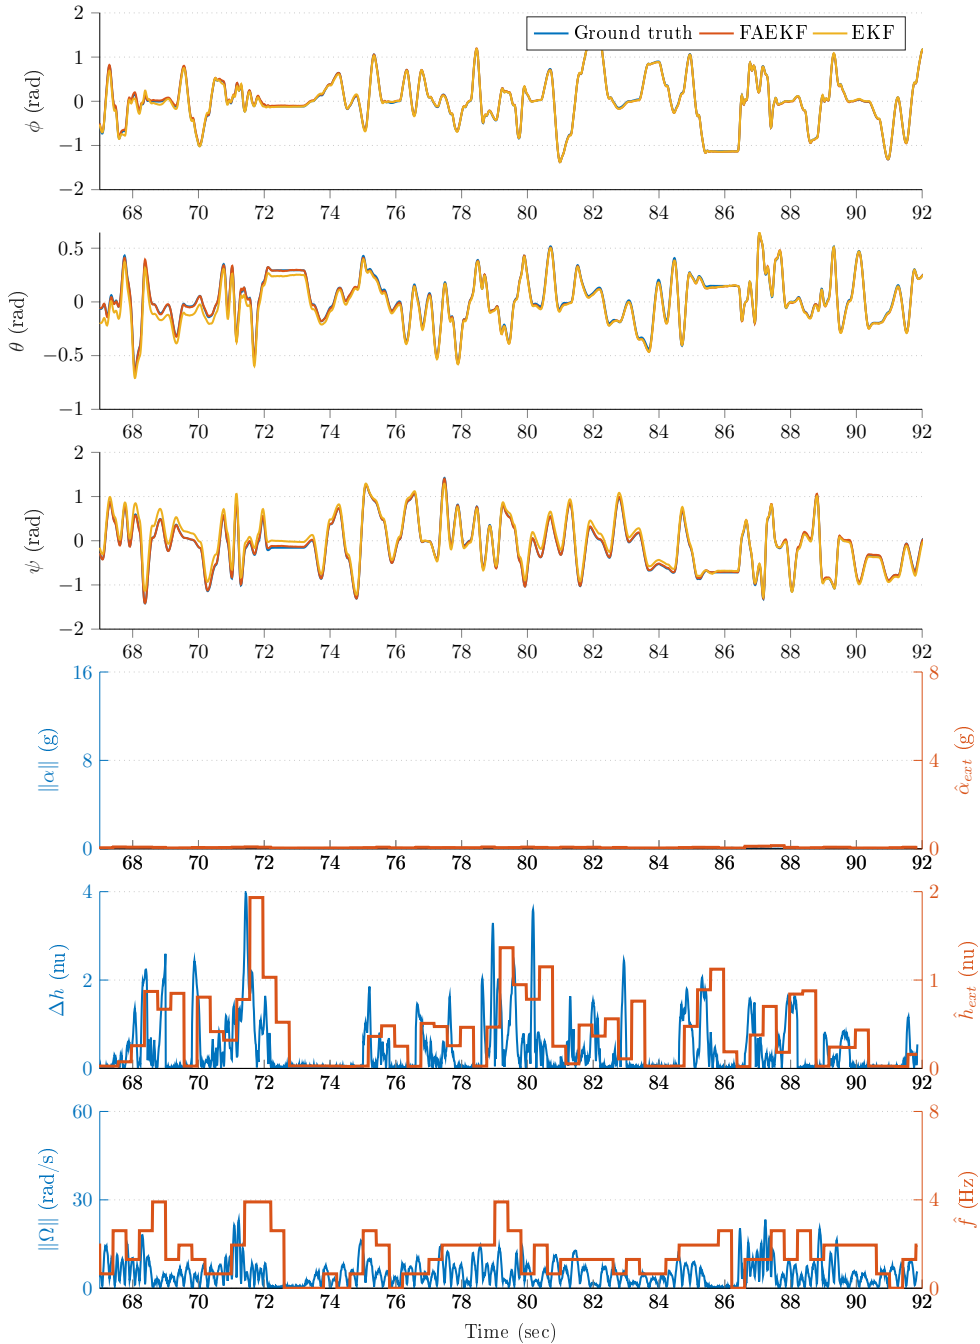 Ground truth FAEKF EKF
2
1
0
−1
−2
ϕ (rad)
68 70 72 74 76 78 80 82 84 86 88 90 92
0.5
0
−0.5
−1
θ (rad)
68 70 72 74 76 78 80 82 84 86 88 90 92
2
1
0
−1
−2
ψ (rad)
68 70 72 74 76 78 80 82 84 86 88 90 92
16
8
0
‖α‖ (g)
8
4
0
α̂_ext (g)
68 70 72 74 76 78 80 82 84 86 88 90 92
4
2
0
Δh (nu)
2
1
0
ĥ_ext (nu)
68 70 72 74 76 78 80 82 84 86 88 90 92
60
30
0
‖Ω‖ (rad/s)
8
4
2
0
f̂ (Hz)
68 70 72 74 76 78 80 82 84 86 88 90 92
Time (sec)